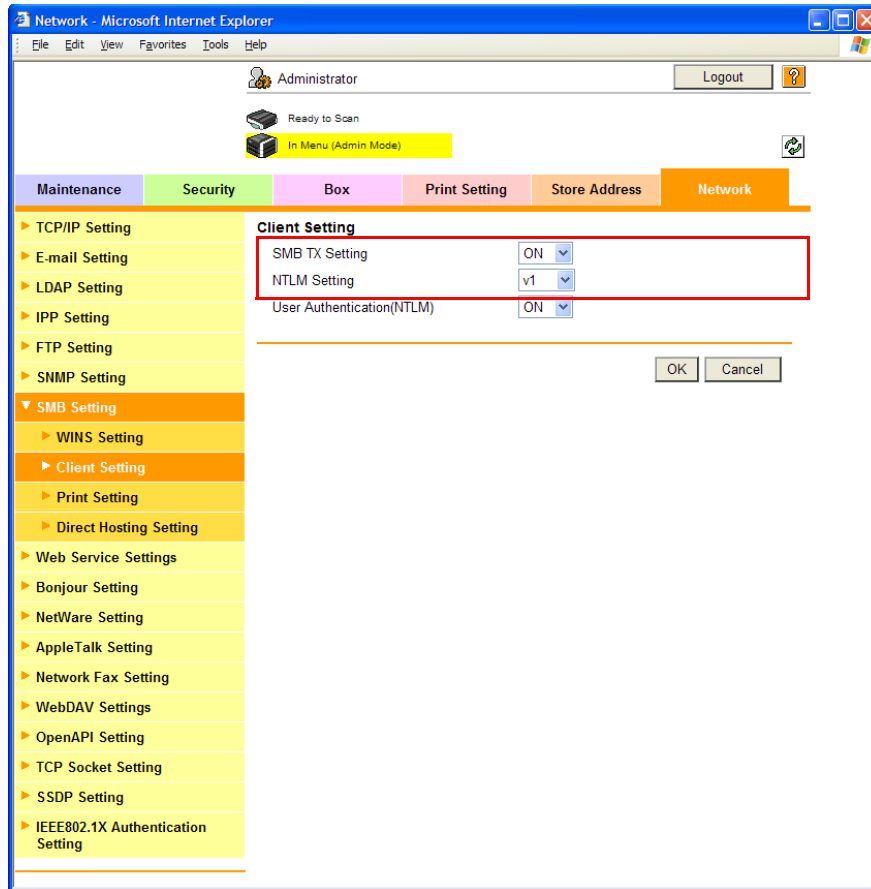 Network - Microsoft Internet Explorer
File Edit View Favorites Tools Help
Administrator Logout ?
Ready to Scan
In Menu (Admin Mode)
Maintenance Security Box Print Setting Store Address Network
TCP/IP Setting
E-mail Setting
LDAP Setting
IPP Setting
FTP Setting
SNMP Setting
SMB Setting
WINS Setting
Client Setting
Print Setting
Direct Hosting Setting
Web Service Settings
Bonjour Setting
NetWare Setting
AppleTalk Setting
Network Fax Setting
WebDAV Settings
OpenAPI Setting
TCP Socket Setting
SSDP Setting
IEEE802.1X Authentication
Setting
Client Setting
SMB TX Setting ON
NTLM Setting v1
User Authentication(NTLM) ON
OK Cancel